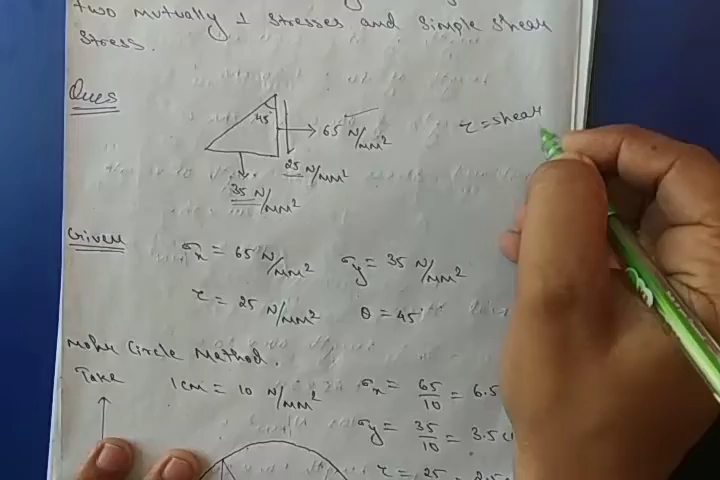 two mutually ⊥ stresses and simple shear
stress.
Ques
45°
65 N/mm²
25 N/mm²
35 N/mm²
τ = shear
Given
σx = 65 N/mm² σy = 35 N/mm²
τ = 25 N/mm² θ = 45°
Mohr Circle Method.
Take 1cm = 10 N/mm² σx = 65/10 = 6.5
σy = 35/10 = 3.5
τ = 25